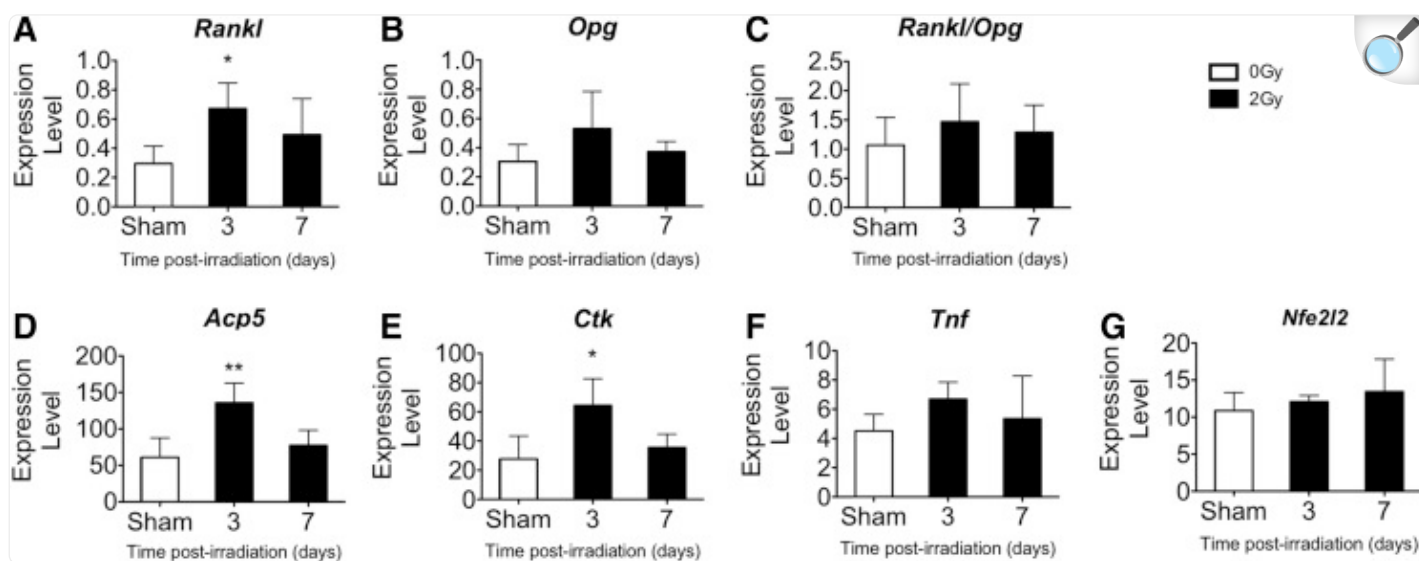 A Rankl
Expression Level
1.0
0.8
0.6
0.4
0.2
0.0
*
Sham 3 7
Time post-irradiation (days)
B Opg
Expression Level
1.0
0.8
0.6
0.4
0.2
0.0
Sham 3 7
Time post-irradiation (days)
C Rankl/Opg
Expression Level
2.5
2.0
1.5
1.0
0.5
0.0
Sham 3 7
Time post-irradiation (days)
0Gy
2Gy
D Acp5
Expression Level
200
150
100
50
0
**
Sham 3 7
Time post-irradiation (days)
E Ctk
Expression Level
100
80
60
40
20
0
*
Sham 3 7
Time post-irradiation (days)
F Tnf
Expression Level
10
8
6
4
2
0
Sham 3 7
Time post-irradiation (days)
G Nfe2l2
Expression Level
20
15
10
5
0
Sham 3 7
Time post-irradiation (days)